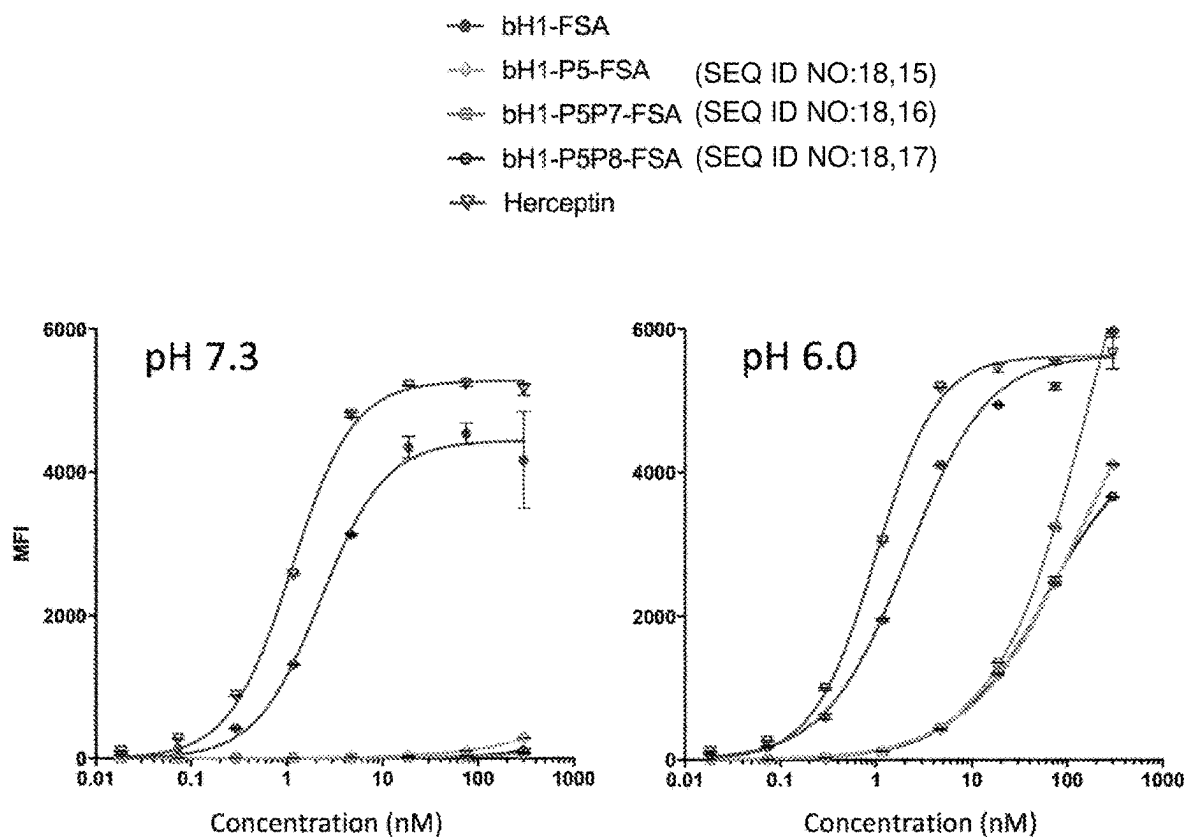 bH1-FSA
bH1-P5-FSA (SEQ ID NO:18,15)
bH1-P5P7-FSA (SEQ ID NO:18,16)
bH1-P5P8-FSA (SEQ ID NO:18,17)
Herceptin
pH 7.3
pH 6.0
MFI
6000
4000
2000
0
0.01 0.1 1 10 100 1000
Concentration (nM)
6000
4000
2000
0
0.01 0.1 1 10 100 1000
Concentration (nM)